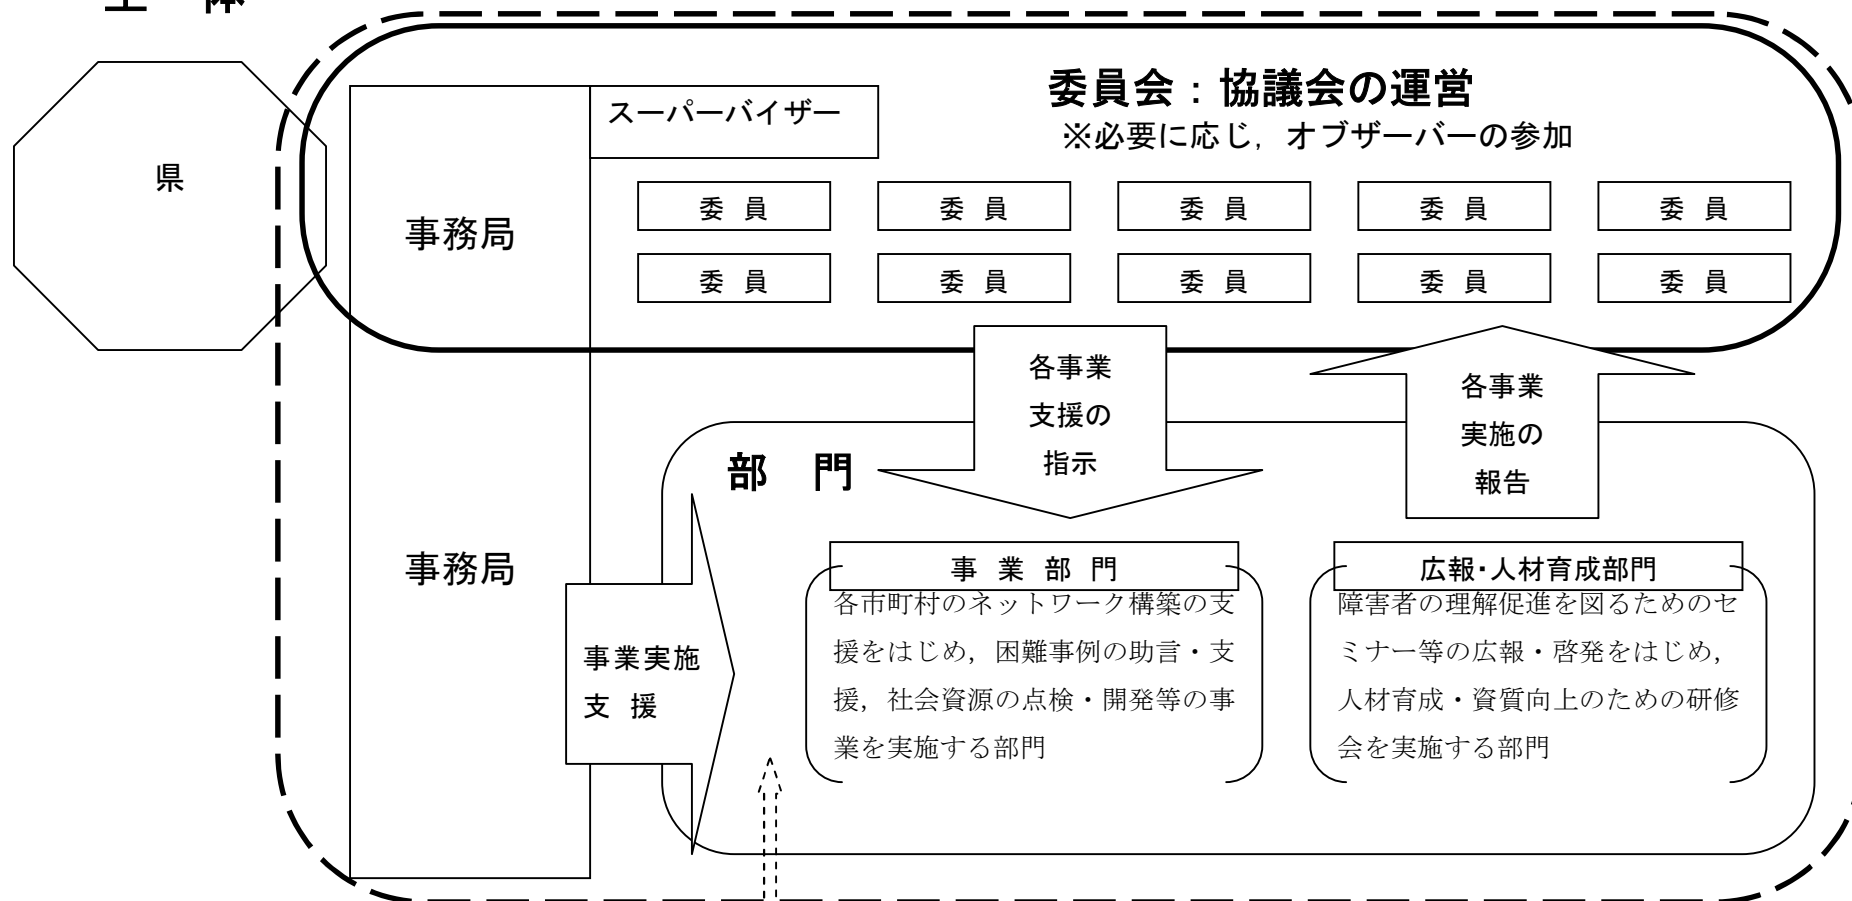 県
スーパーバイザー
委員会：協議会の運営
※必要に応じ，オブザーバーの参加
事務局
委 員
委 員
委 員
委 員
委 員
委 員
委 員
委 員
委 員
委 員
各事業
支援の
指示
各事業
実施の
報告
部 門
事務局
事業実施
支 援
事 業 部 門
各市町村のネットワーク構築の支
援をはじめ，困難事例の助言・支
援，社会資源の点検・開発等の事
業を実施する部門
広報・人材育成部門
障害者の理解促進を図るためのセ
ミナー等の広報・啓発をはじめ，
人材育成・資質向上のための研修
会を実施する部門